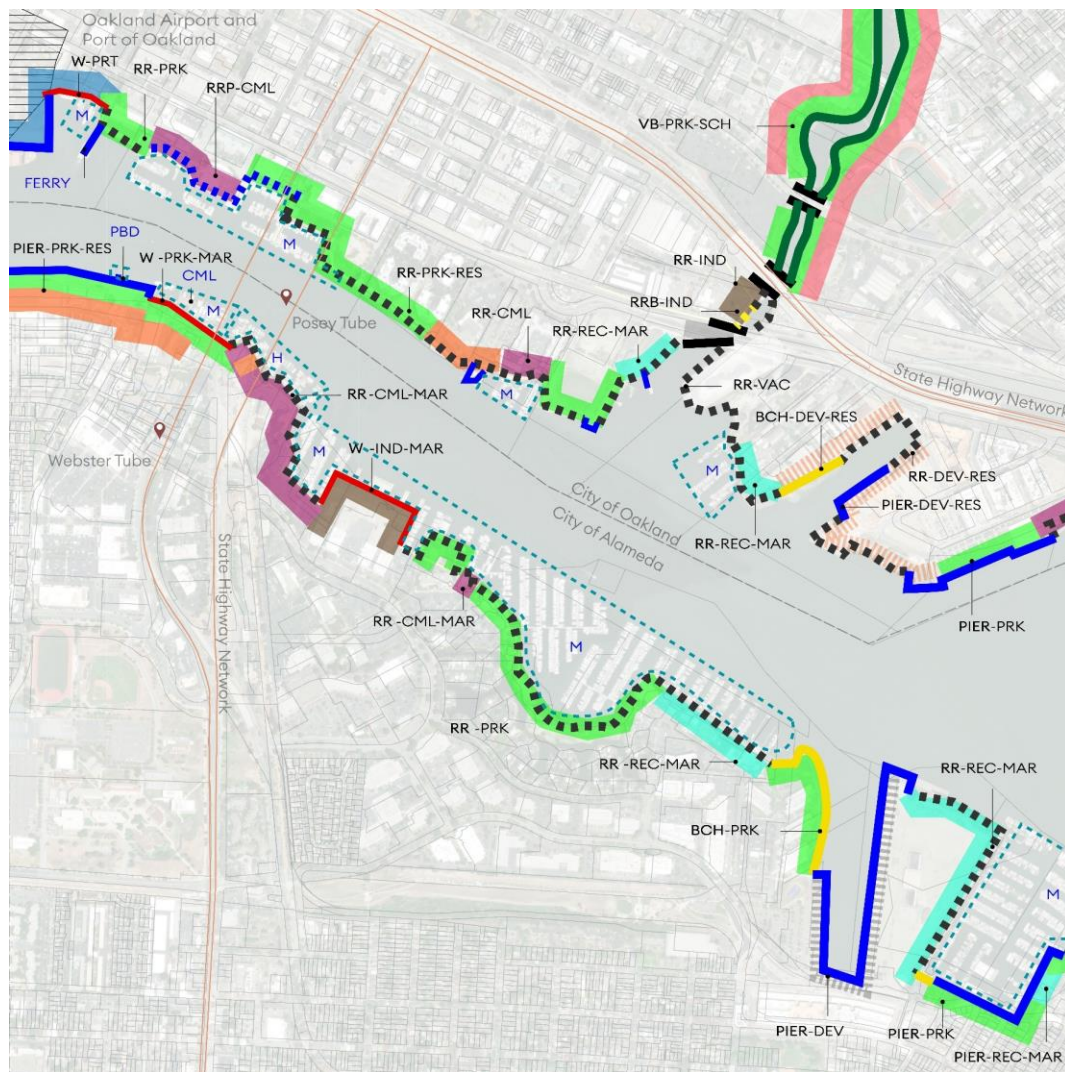 Oakland Airport and
Port of Oakland
W-PRT
RR-PRK
RRP-CML
M
FERRY
VB-PRK-SCH
PBD
PIER-PRK-RES
W -PRK-MAR
CML
M
M
RR-PRK-RES
RR-IND
RRB-IND
RR-CML
RR-REC-MAR
Posey Tube
H
M
State Highway Network
RR-VAC
RR-CML-MAR
BCH-DEV-RES
Webster Tube
W -IND-MAR
M
M
RR-DEV-RES
PIER-DEV-RES
City of Oakland
City of Alameda
RR-REC-MAR
State Highway Network
RR -CML-MAR
PIER-PRK
M
RR -PRK
RR -REC-MAR
RR-REC-MAR
BCH-PRK
M
PIER-DEV
PIER-PRK
PIER-REC-MAR